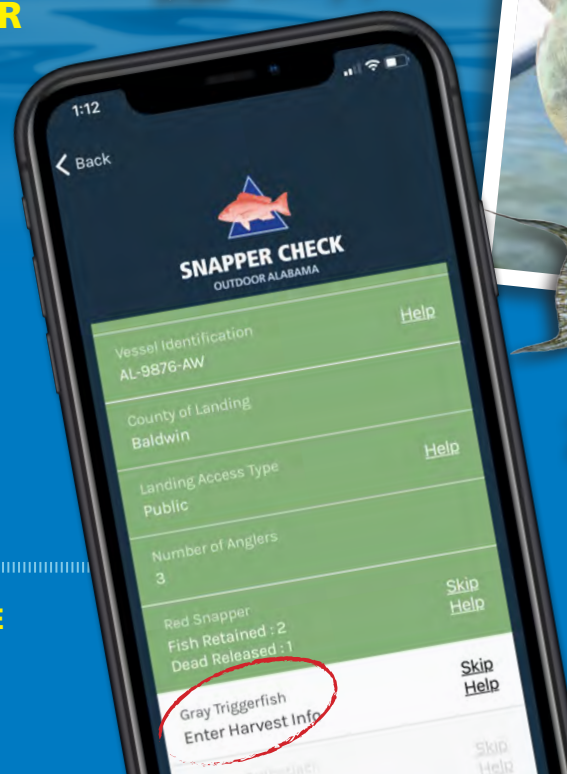 R
1:12
Back
SNAPPER CHECK
OUTDOOR ALABAMA
Vessel Identification
Help
AL-9876-AW
County of Landing
Baldwin
Landing Access Type
Help
Public
Number of Anglers
3
Red Snapper
Skip
Fish Retained : 2
Help
Dead Released : 1
Gray Triggerfish
Skip
Enter Harvest Info
Help
Skip
Help
E